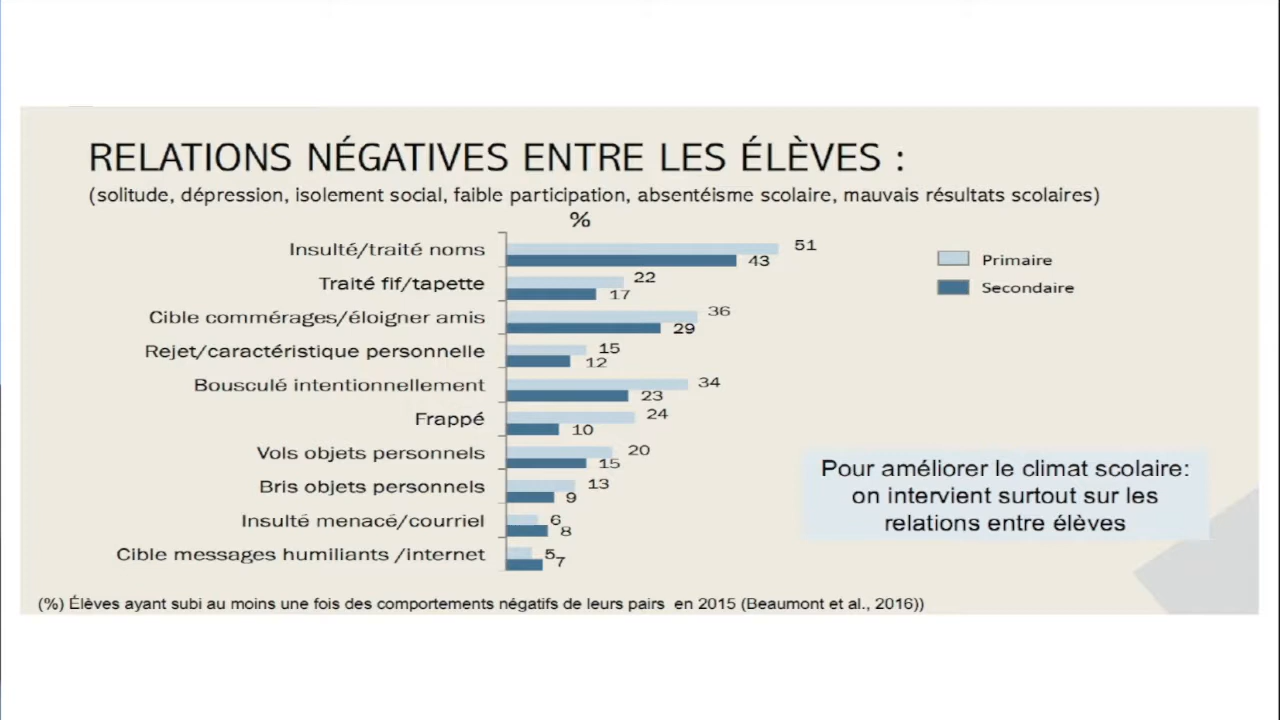 RELATIONS NÉGATIVES ENTRE LES ÉLÈVES :
(solitude, dépression, isolement social, faible participation, absentéisme scolaire, mauvais résultats scolaires)
%
Insulté/traité noms 51 43
Traité fif/tapette 22 17
Cible commérages/éloigner amis 36 29
Rejet/caractéristique personnelle 15 12
Bousculé intentionnellement 34 23
Frappé 24 10
Vols objets personnels 20 15
Bris objets personnels 13 9
Insulté menacé/courriel 6 8
Cible messages humiliants /internet 5 7
Primaire
Secondaire
Pour améliorer le climat scolaire:
on intervient surtout sur les
relations entre élèves
(%) Élèves ayant subi au moins une fois des comportements négatifs de leurs pairs en 2015 (Beaumont et al., 2016))